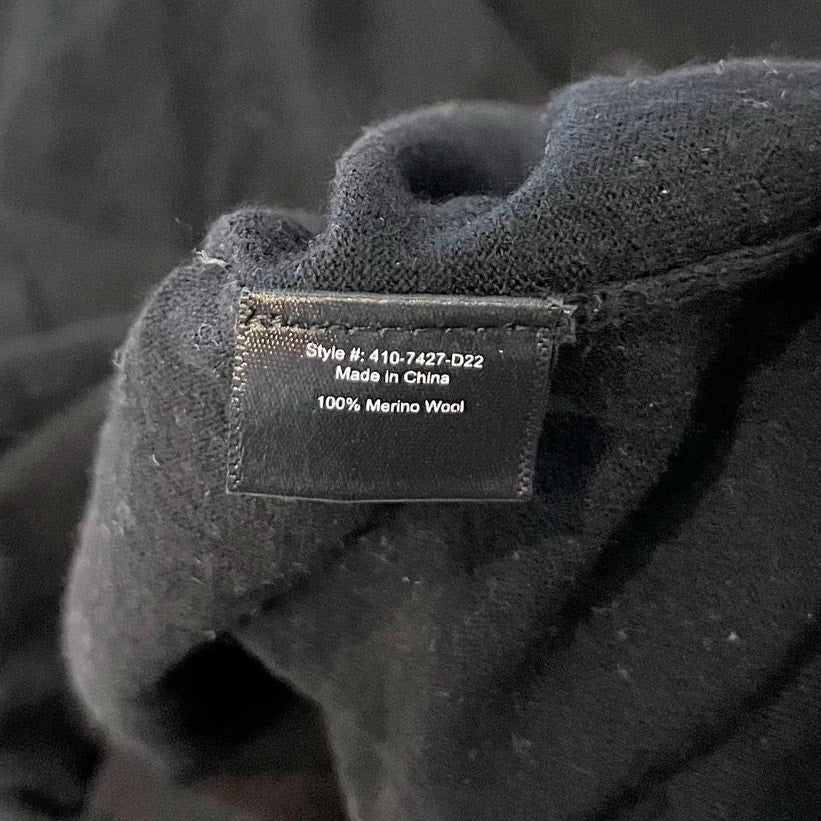 Style #: 410-7427-D22
Made in China
100% Merino Wool